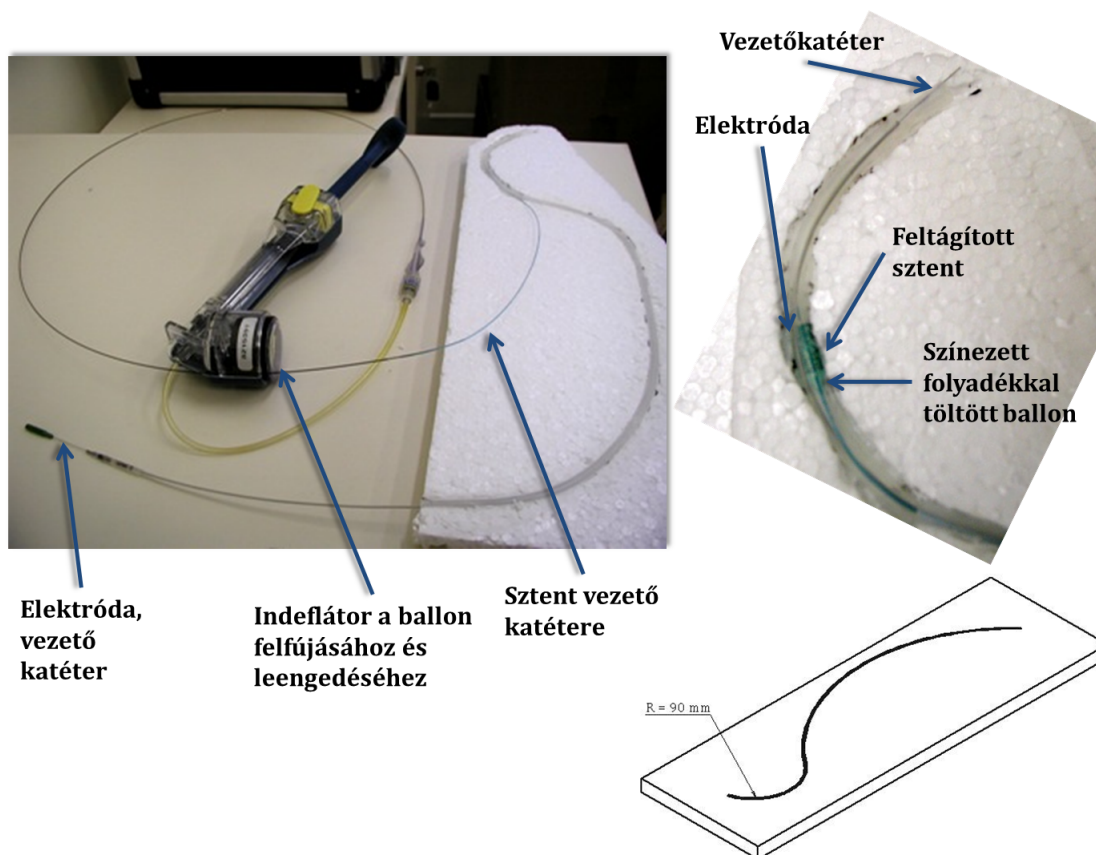 Vezetőkatéter
Elektróda
Feltágított
sztent
Színezett
folyadékkal
töltött ballon
Elektróda,
vezető
katéter
Indeflátor a ballon
felfújásához és
leengedéséhez
Sztent vezető
katétere
R = 90 mm